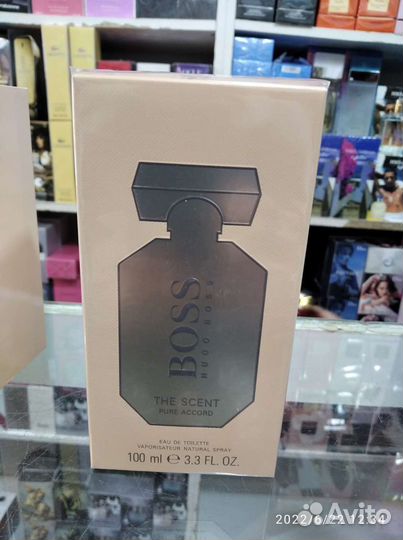 BOSS
HUGO BOSS
THE SCENT
PURE ACCORD
EAU DE TOILETTE
VAPORISATEUR NATURAL SPRAY
100 ml ℮ 3.3 FL. OZ.
2022/6/22 12:34
Avito